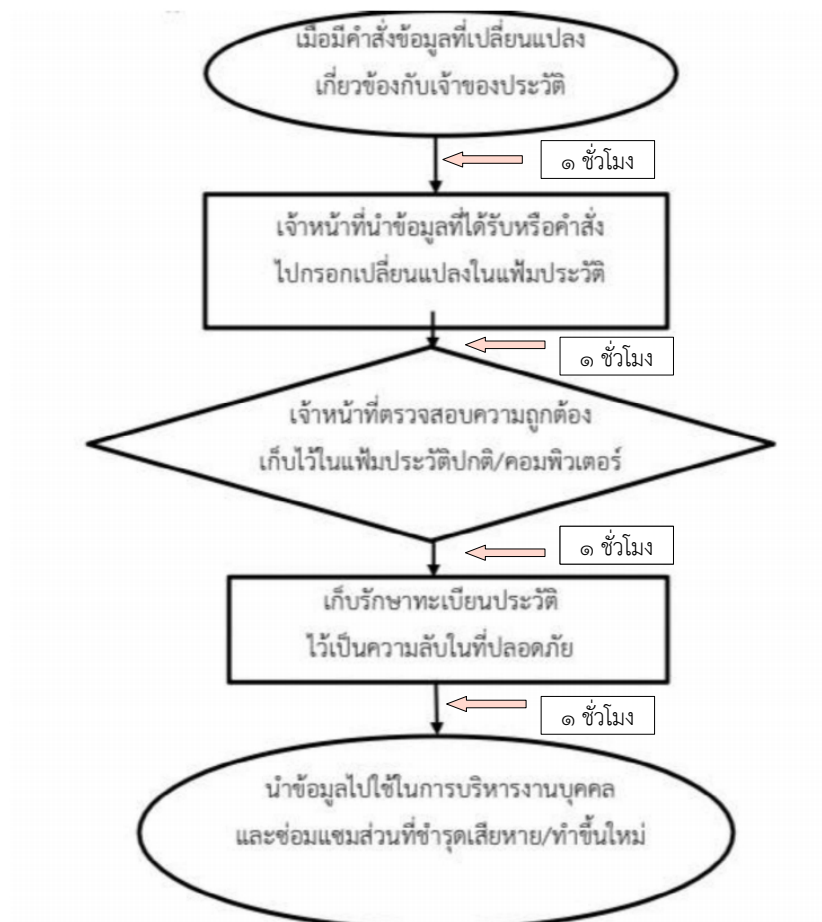 เมื่อมีคำสั่งข้อมูลที่เปลี่ยนแปลง
เกี่ยวข้องกับเจ้าของประวัติ
๑ ชั่วโมง
เจ้าหน้าที่นำข้อมูลที่ได้รับหรือคำสั่ง
ไปกรอกเปลี่ยนแปลงในแฟ้มประวัติ
๑ ชั่วโมง
เจ้าหน้าที่ตรวจสอบความถูกต้อง
เก็บไว้ในแฟ้มประวัติปกติ/คอมพิวเตอร์
๑ ชั่วโมง
เก็บรักษาทะเบียนประวัติ
ไว้เป็นความลับในที่ปลอดภัย
๑ ชั่วโมง
นำข้อมูลไปใช้ในการบริหารงานบุคคล
และซ่อมแซมส่วนที่ชำรุดเสียหาย/ทำขึ้นใหม่